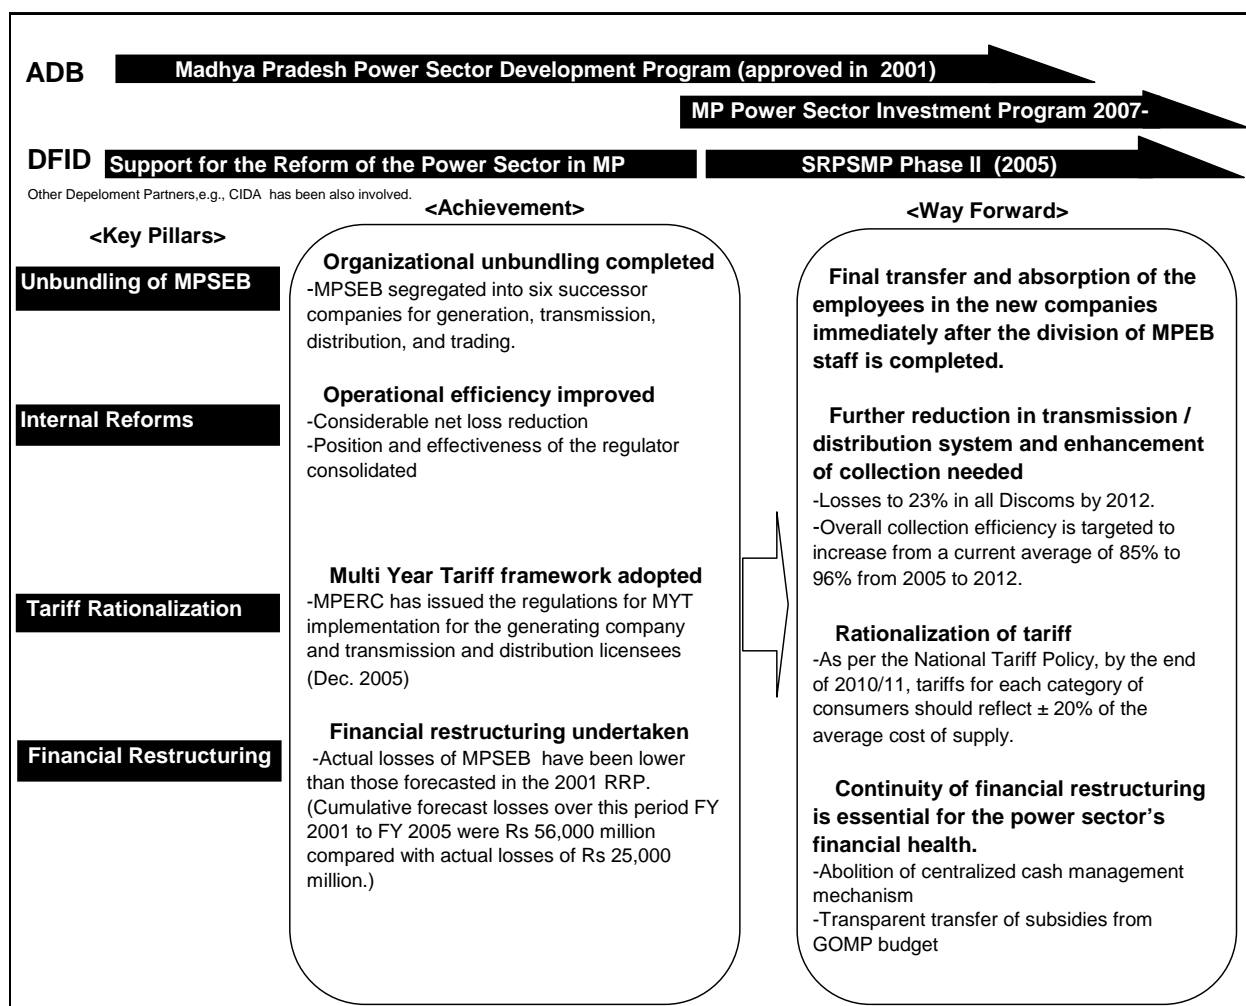 ADB
Madhya Pradesh Power Sector Development Program (approved in  2001)
MP Power Sector Investment Program 2007-
DFID
Support for the Reform of the Power Sector in MP
SRPSMP Phase II  (2005)
Other Depeloment Partners,e.g., CIDA  has been also involved.
<Key Pillars>
Unbundling of MPSEB
Internal Reforms
Tariff Rationalization
Financial Restructuring
<Achievement>
Organizational unbundling completed
-MPSEB segregated into six successor
companies for generation, transmission,
distribution, and trading.
Operational efficiency improved
-Considerable net loss reduction
-Position and effectiveness of the regulator
consolidated
Multi Year Tariff framework adopted
-MPERC has issued the regulations for MYT
implementation for the generating company
and transmission and distribution licensees
(Dec. 2005)
Financial restructuring undertaken
-Actual losses of MPSEB  have been lower
than those forecasted in the 2001 RRP.
(Cumulative forecast losses over this period FY
2001 to FY 2005 were Rs 56,000 million
compared with actual losses of Rs 25,000
million.)
<Way Forward>
Final transfer and absorption of the
employees in the new companies
immediately after the division of MPEB
staff is completed.
Further reduction in transmission /
distribution system and enhancement
of collection needed
-Losses to 23% in all Discoms by 2012.
-Overall collection efficiency is targeted to
increase from a current average of 85% to
96% from 2005 to 2012.
Rationalization of tariff
-As per the National Tariff Policy, by the end
of 2010/11, tariffs for each category of
consumers should reflect ± 20% of the
average cost of supply.
Continuity of financial restructuring
is essential for the power sector’s
financial health.
-Abolition of centralized cash management
mechanism
-Transparent transfer of subsidies from
GOMP budget